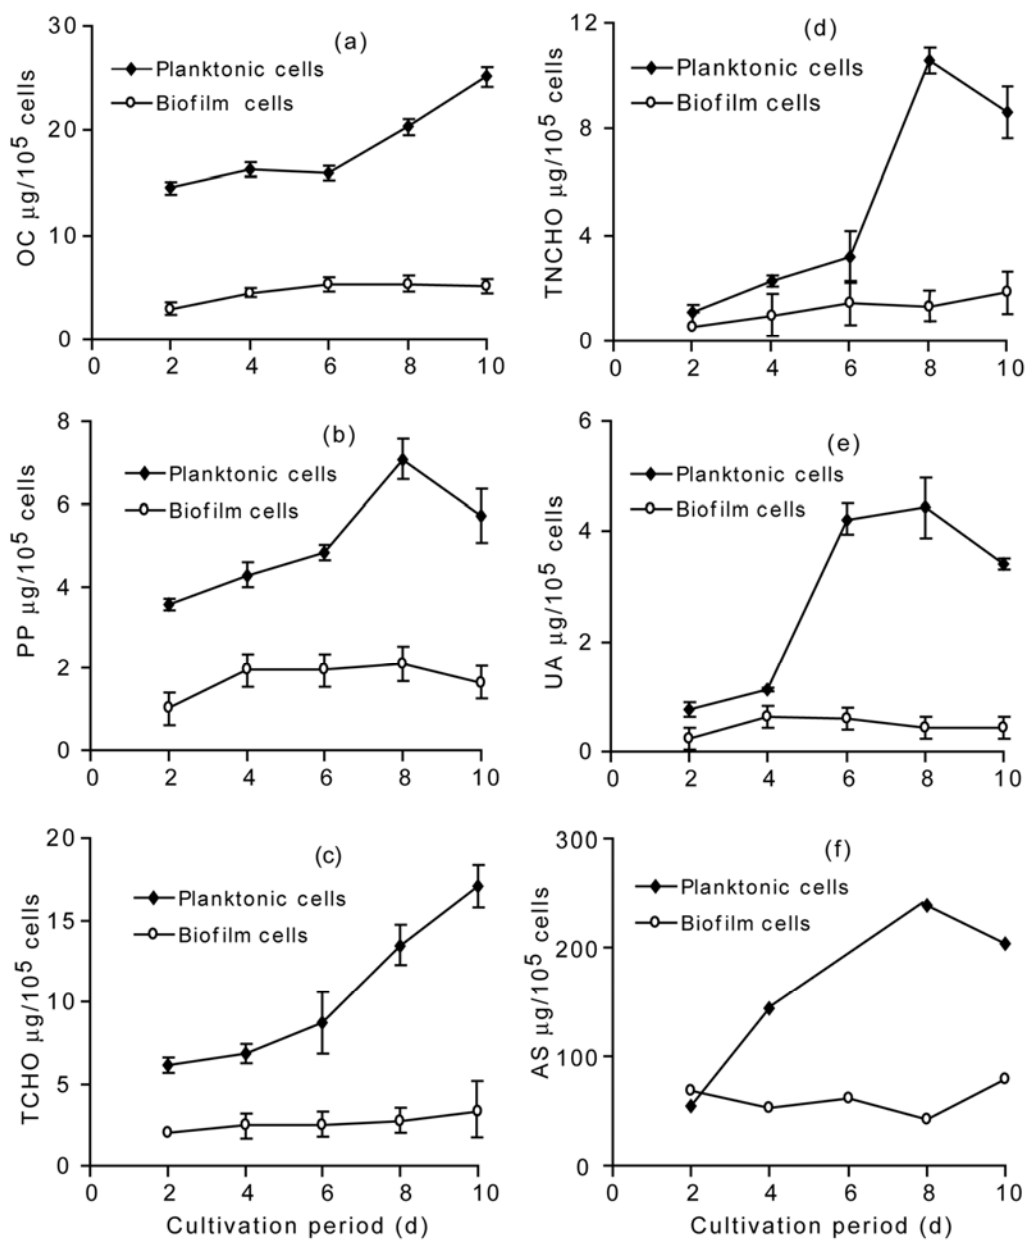 (a)
OC μg/10⁵ cells
30
20
10
0
Planktonic cells
Biofilm cells
0 2 4 6 8 10
(d)
TNCHO μg/10⁵ cells
12
8
4
0
Planktonic cells
Biofilm cells
0 2 4 6 8 10
(b)
PP μg/10⁵ cells
8
6
4
2
0
Planktonic cells
Biofilm cells
0 2 4 6 8 10
(e)
UA μg/10⁵ cells
6
4
2
0
Planktonic cells
Biofilm cells
0 2 4 6 8 10
(c)
TCHO μg/10⁵ cells
20
15
10
5
0
Planktonic cells
Biofilm cells
0 2 4 6 8 10
Cultivation period (d)
(f)
AS μg/10⁵ cells
300
200
100
0
Planktonic cells
Biofilm cells
0 2 4 6 8 10
Cultivation period (d)